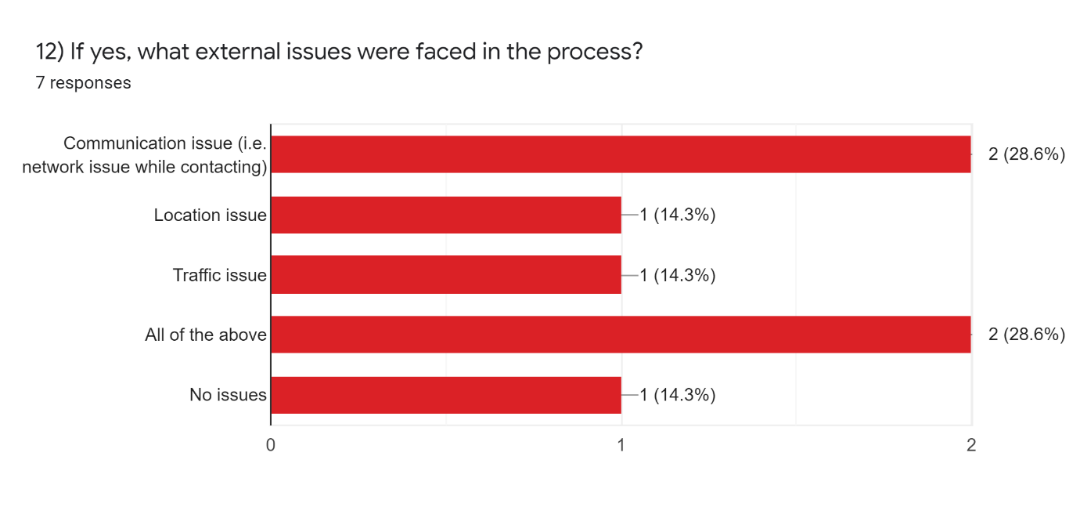 12) If yes, what external issues were faced in the process?
7 responses
Communication issue (i.e.
network issue while contacting)
2 (28.6%)
Location issue
1 (14.3%)
Traffic issue
1 (14.3%)
All of the above
2 (28.6%)
No issues
1 (14.3%)
0
1
2